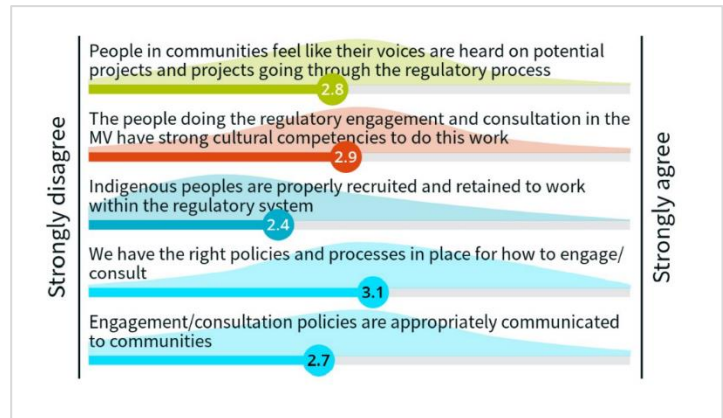 People in communities feel like their voices are heard on potential
projects and projects going through the regulatory process
2.8
The people doing the regulatory engagement and consultation in the
MV have strong cultural competencies to do this work
2.9
Indigenous peoples are properly recruited and retained to work
within the regulatory system
2.4
We have the right policies and processes in place for how to engage/
consult
3.1
Engagement/consultation policies are appropriately communicated
to communities
2.7
Strongly disagree
Strongly agree